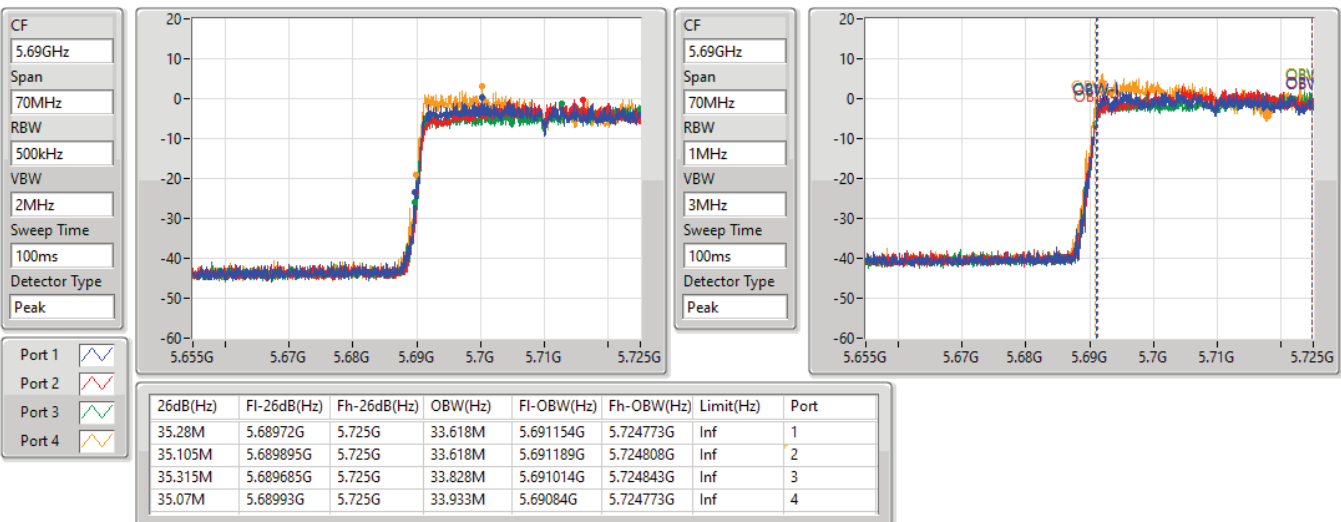 CF
5.69GHz
Span
70MHz
RBW
500kHz
VBW
2MHz
Sweep Time
100ms
Detector Type
Peak
20
10
0
-10
-20
-30
-40
-50
-60
5.655G 5.67G 5.68G 5.69G 5.7G 5.71G 5.725G
CF
5.69GHz
Span
70MHz
RBW
1MHz
VBW
3MHz
Sweep Time
100ms
Detector Type
Peak
20
10
0
-10
-20
-30
-40
-50
-60
5.655G 5.67G 5.68G 5.69G 5.7G 5.71G 5.725G
Port 1
Port 2
Port 3
Port 4
26dB(Hz) Fl-26dB(Hz) Fh-26dB(Hz) OBW(Hz) Fl-OBW(Hz) Fh-OBW(Hz) Limit(Hz) Port
35.28M 5.68972G 5.725G 33.618M 5.691154G 5.724773G Inf 1
35.105M 5.689895G 5.725G 33.618M 5.691189G 5.724808G Inf 2
35.315M 5.689685G 5.725G 33.828M 5.691014G 5.724843G Inf 3
35.07M 5.68993G 5.725G 33.933M 5.69084G 5.724773G Inf 4